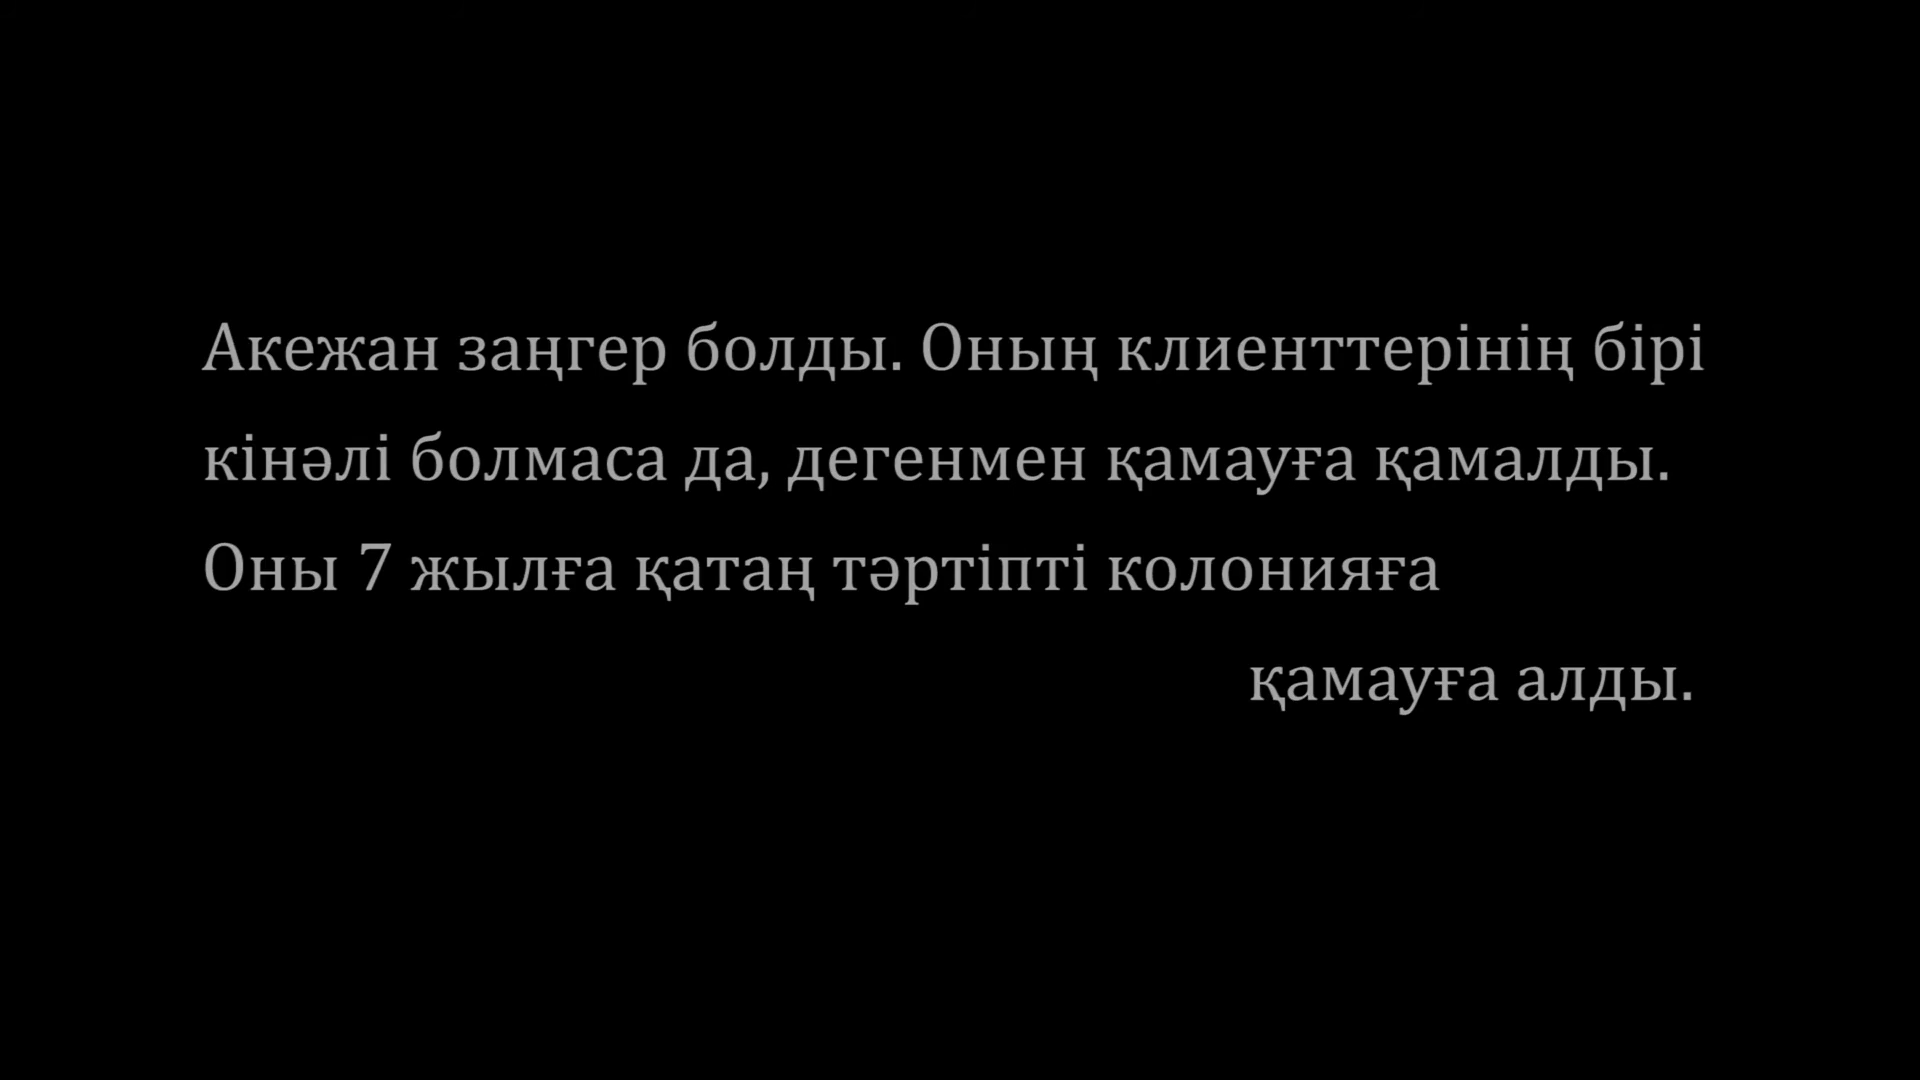 Акежан заңгер болды. Оның клиенттерінің бірі
кінәлі болмаса да, дегенмен қамауға қамалды.
Оны 7 жылға қатаң тәртіпті колонияға
қамауға алды.